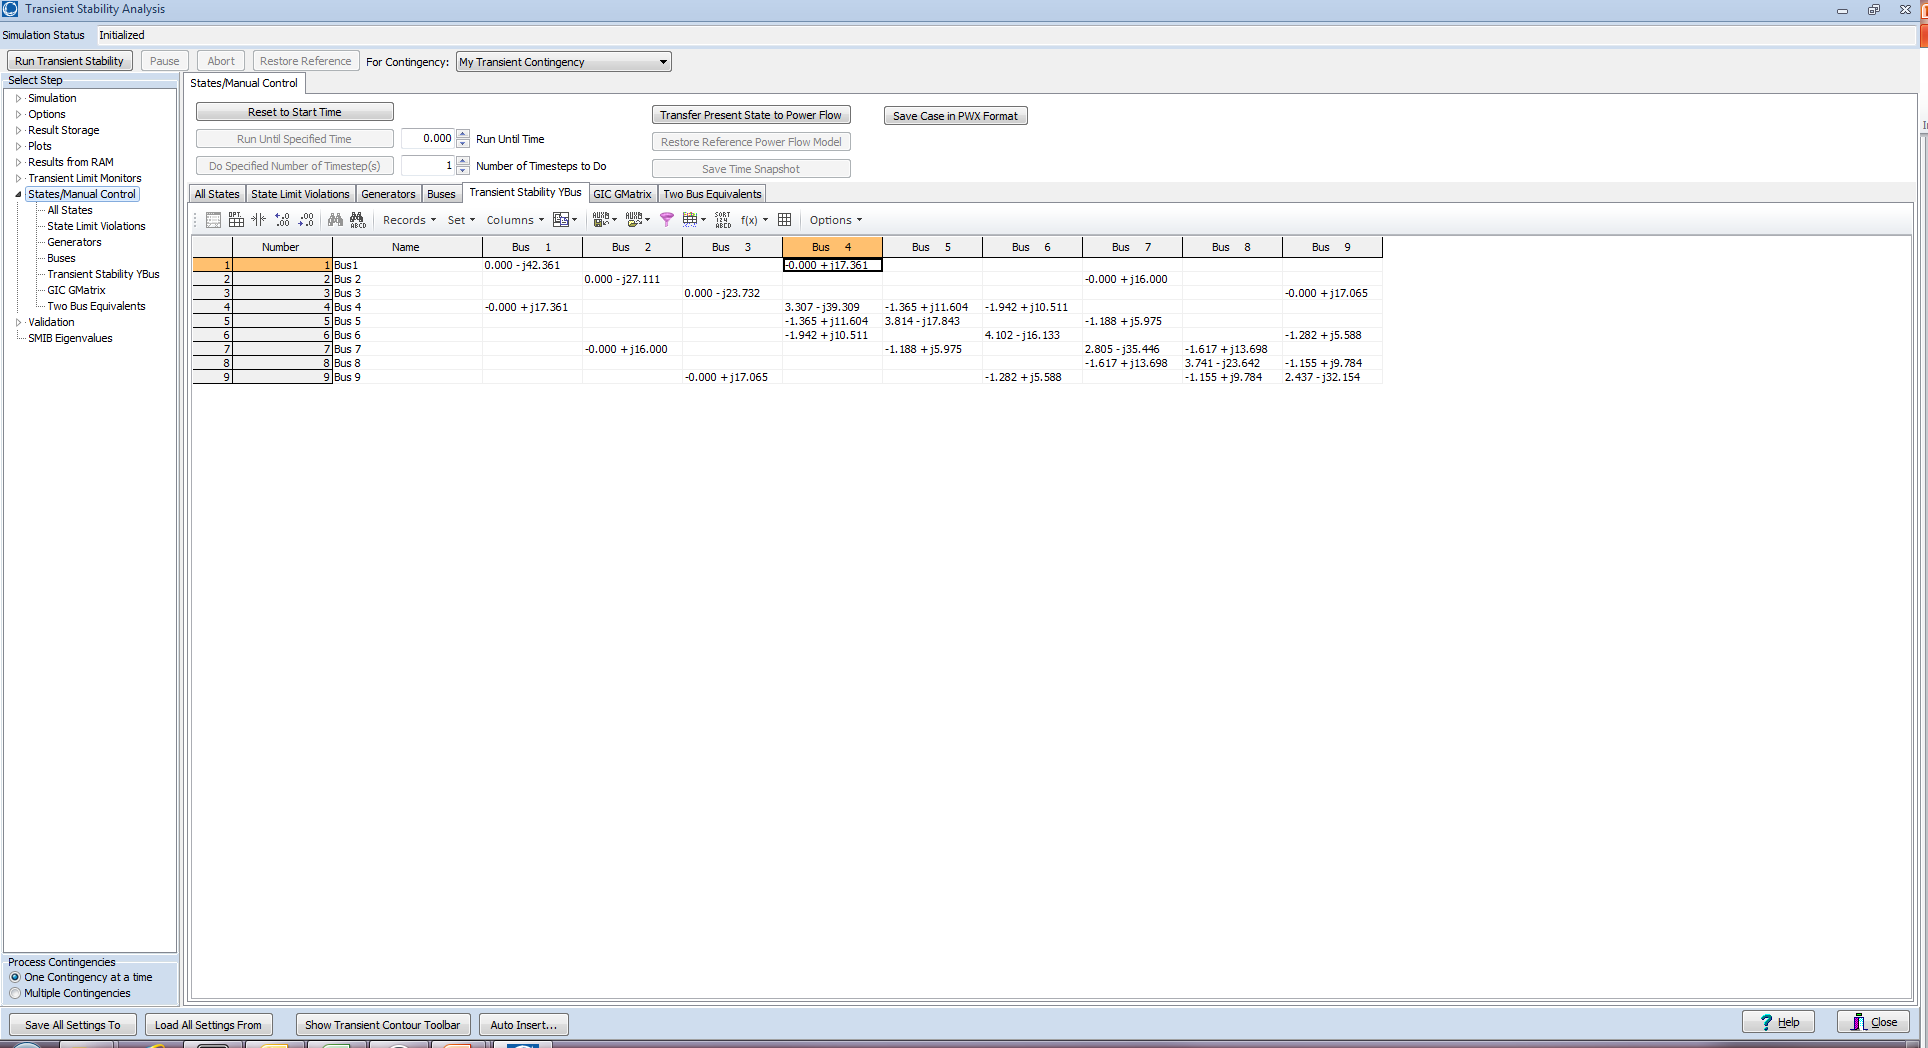 Transient Stability Analysis
Simulation Status Initialized
Run Transient Stability Pause Abort Restore Reference For Contingency: My Transient Contingency
Select Step
Simulation
Options
Result Storage
Plots
Results from RAM
Transient Limit Monitors
States/Manual Control
All States
State Limit Violations
Generators
Buses
Transient Stability YBus
GIC GMatrix
Two Bus Equivalents
Validation
SMIB Eigenvalues
Process Contingencies
One Contingency at a time
Multiple Contingencies
States/Manual Control
Reset to Start Time Transfer Present State to Power Flow Save Case in PWX Format
Run Until Specified Time 0.000 Run Until Time Restore Reference Power Flow Model
Do Specified Number of Timestep(s) 1 Number of Timesteps to Do Save Time Snapshot
All States State Limit Violations Generators Buses Transient Stability YBus GIC GMatrix Two Bus Equivalents
Records Set Columns f(x) Options
Number Name Bus 1 Bus 2 Bus 3 Bus 4 Bus 5 Bus 6 Bus 7 Bus 8 Bus 9
1 1 Bus1 0.000 - j42.361 -0.000 + j17.361
2 2 Bus 2 0.000 - j27.111 -0.000 + j16.000
3 3 Bus 3 0.000 - j23.732 -0.000 + j17.065
4 4 Bus 4 -0.000 + j17.361 3.307 - j39.309 -1.365 + j11.604 -1.942 + j10.511
5 5 Bus 5 -1.365 + j11.604 3.814 - j17.843 -1.188 + j5.975
6 6 Bus 6 -1.942 + j10.511 4.102 - j16.133 -1.282 + j5.588
7 7 Bus 7 -0.000 + j16.000 -1.188 + j5.975 2.805 - j35.446 -1.617 + j13.698
8 8 Bus 8 -1.617 + j13.698 3.741 - j23.642 -1.155 + j9.784
9 9 Bus 9 -0.000 + j17.065 -1.282 + j5.588 -1.155 + j9.784 2.437 - j32.154
Save All Settings To Load All Settings From Show Transient Contour Toolbar Auto Insert... Help Close